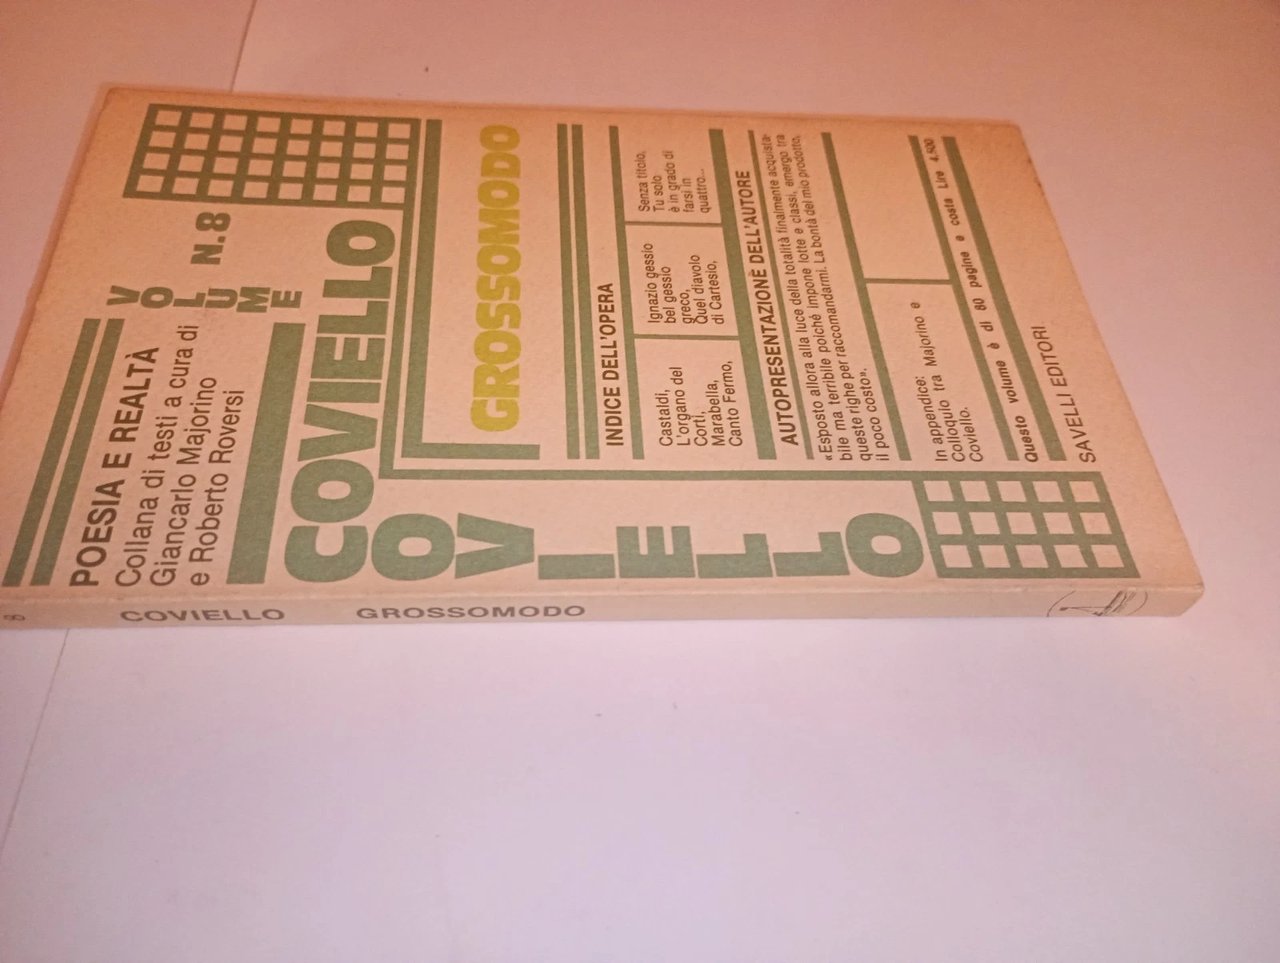 POESIA E REALTÀ
Collana di testi a cura di
Giancarlo Majorino
e Roberto Roversi
VOLUME
N.8
COVIELLO
COVIELLO
GROSSOMODO
INDICE DELL'OPERA
Castaldi,
L'organo del
Corti,
Marabella,
Canto Fermo,
Ignazio gessio
bel gessio
greco,
Quel diavolo
di Cartesio,
Senza titolo,
Tu solo
è in grado di
farsi in
quattro...
AUTOPRESENTAZIONE DELL'AUTORE
«Esposto allora alla luce della totalità finalmente acquista-
bile ma terribile poichè impone lotte e classi, emergo tra
queste righe per raccomandarmi. La bontà del mio prodotto,
il poco costo».
In appendice:
Colloquio tra Majorino e
Coviello.
Questo volume è di 80 pagine e costa Lire 4.500
SAVELLI EDITORI
8 COVIELLO GROSSOMODO